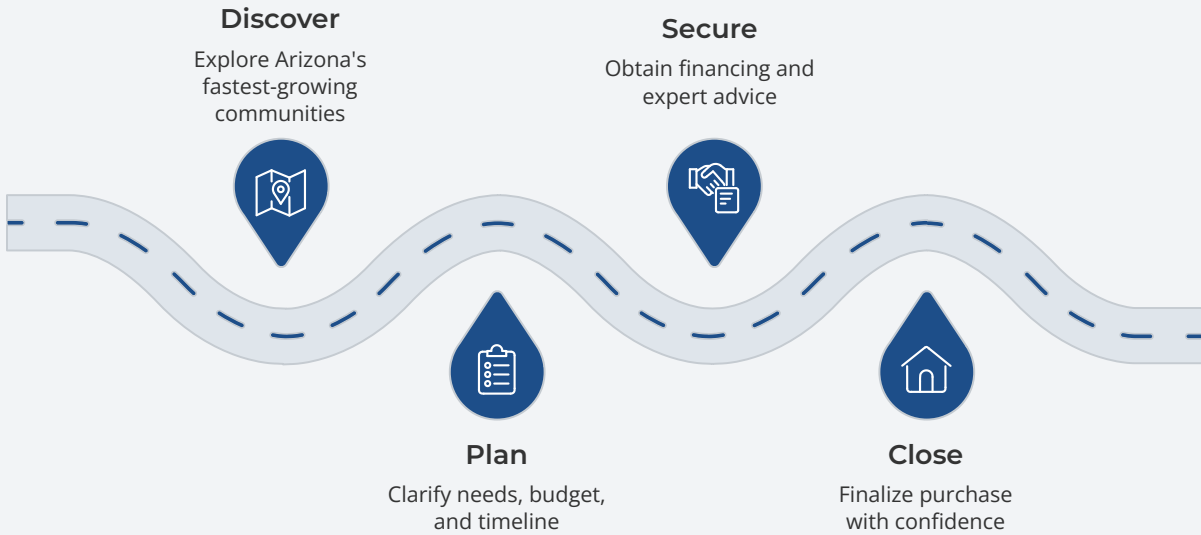 Discover
Explore Arizona's
fastest-growing
communities
Plan
Clarify needs, budget,
and timeline
Secure
Obtain financing and
expert advice
Close
Finalize purchase
with confidence